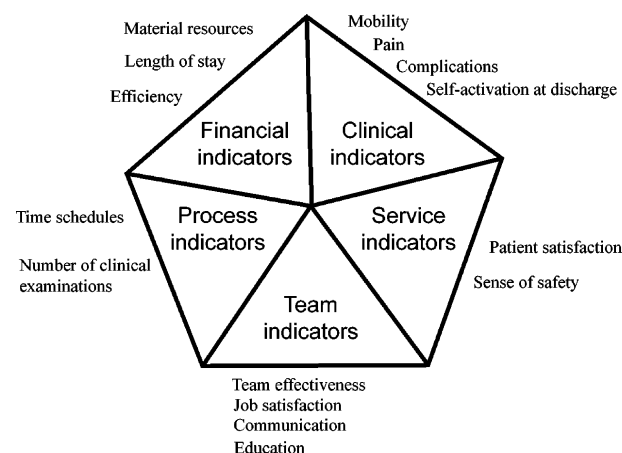 Material resources
Length of stay
Efficiency
Mobility
Pain
Complications
Self-activation at discharge
Financial
indicators
Clinical
indicators
Time schedules
Number of clinical
examinations
Process
indicators
Service
indicators
Patient satisfaction
Sense of safety
Team
indicators
Team effectiveness
Job satisfaction
Communication
Education